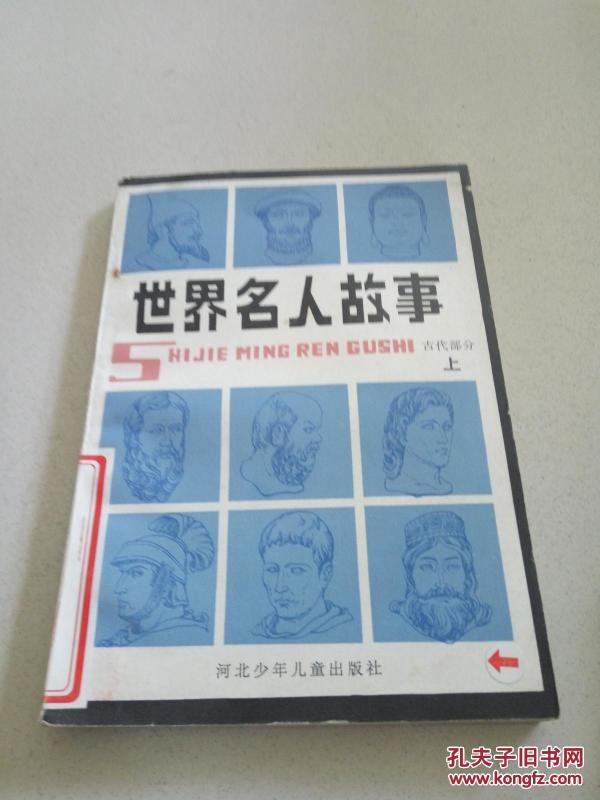 世界名人故事
SHIJIE MING REN GUSHI
古代部分
上
河北少年儿童出版社
孔夫子旧书网
www.kongfz.com